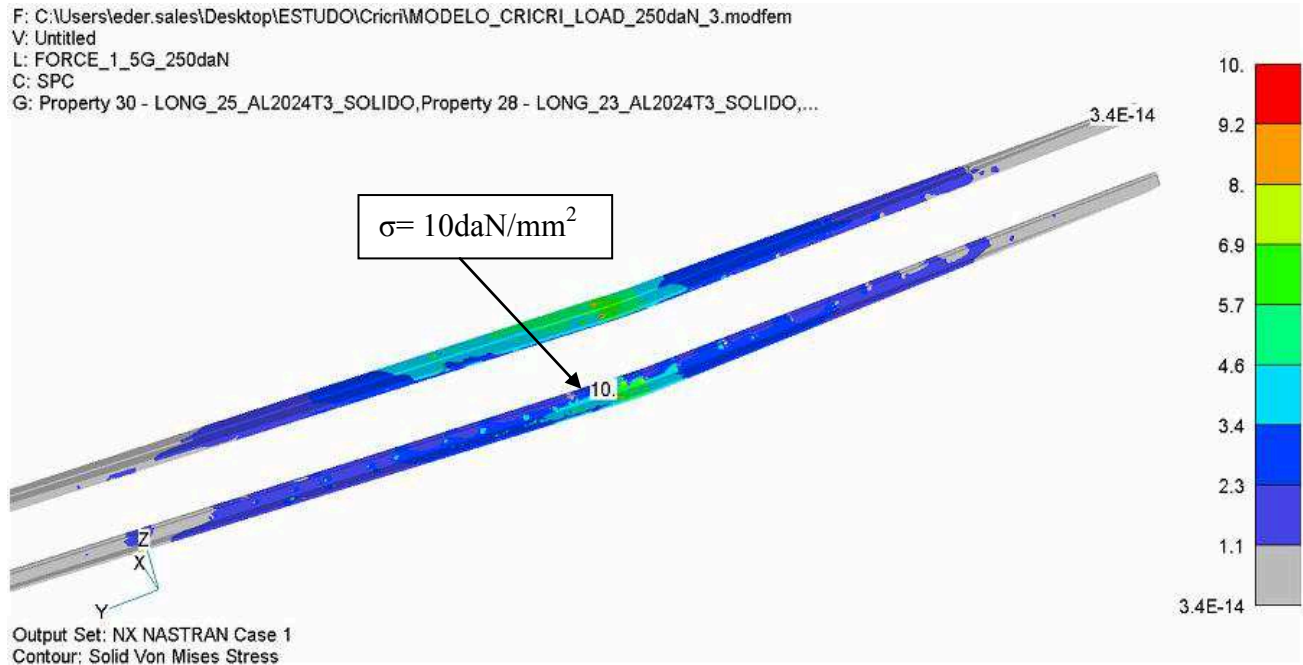 F: C:\Users\eder.sales\Desktop\ESTUDO\Cricri\MODELO_CRICRI_LOAD_250daN_3.modfem
V: Untitled
L: FORCE_1_5G_250daN
C: SPC
G: Property 30 - LONG_25_AL2024T3_SOLIDO,Property 28 - LONG_23_AL2024T3_SOLIDO,...
3.4E-14
σ= 10daN/mm²
10.
10.
9.2
8.
6.9
5.7
4.6
3.4
2.3
1.1
3.4E-14
Z
X
Y
Output Set: NX NASTRAN Case 1
Contour: Solid Von Mises Stress